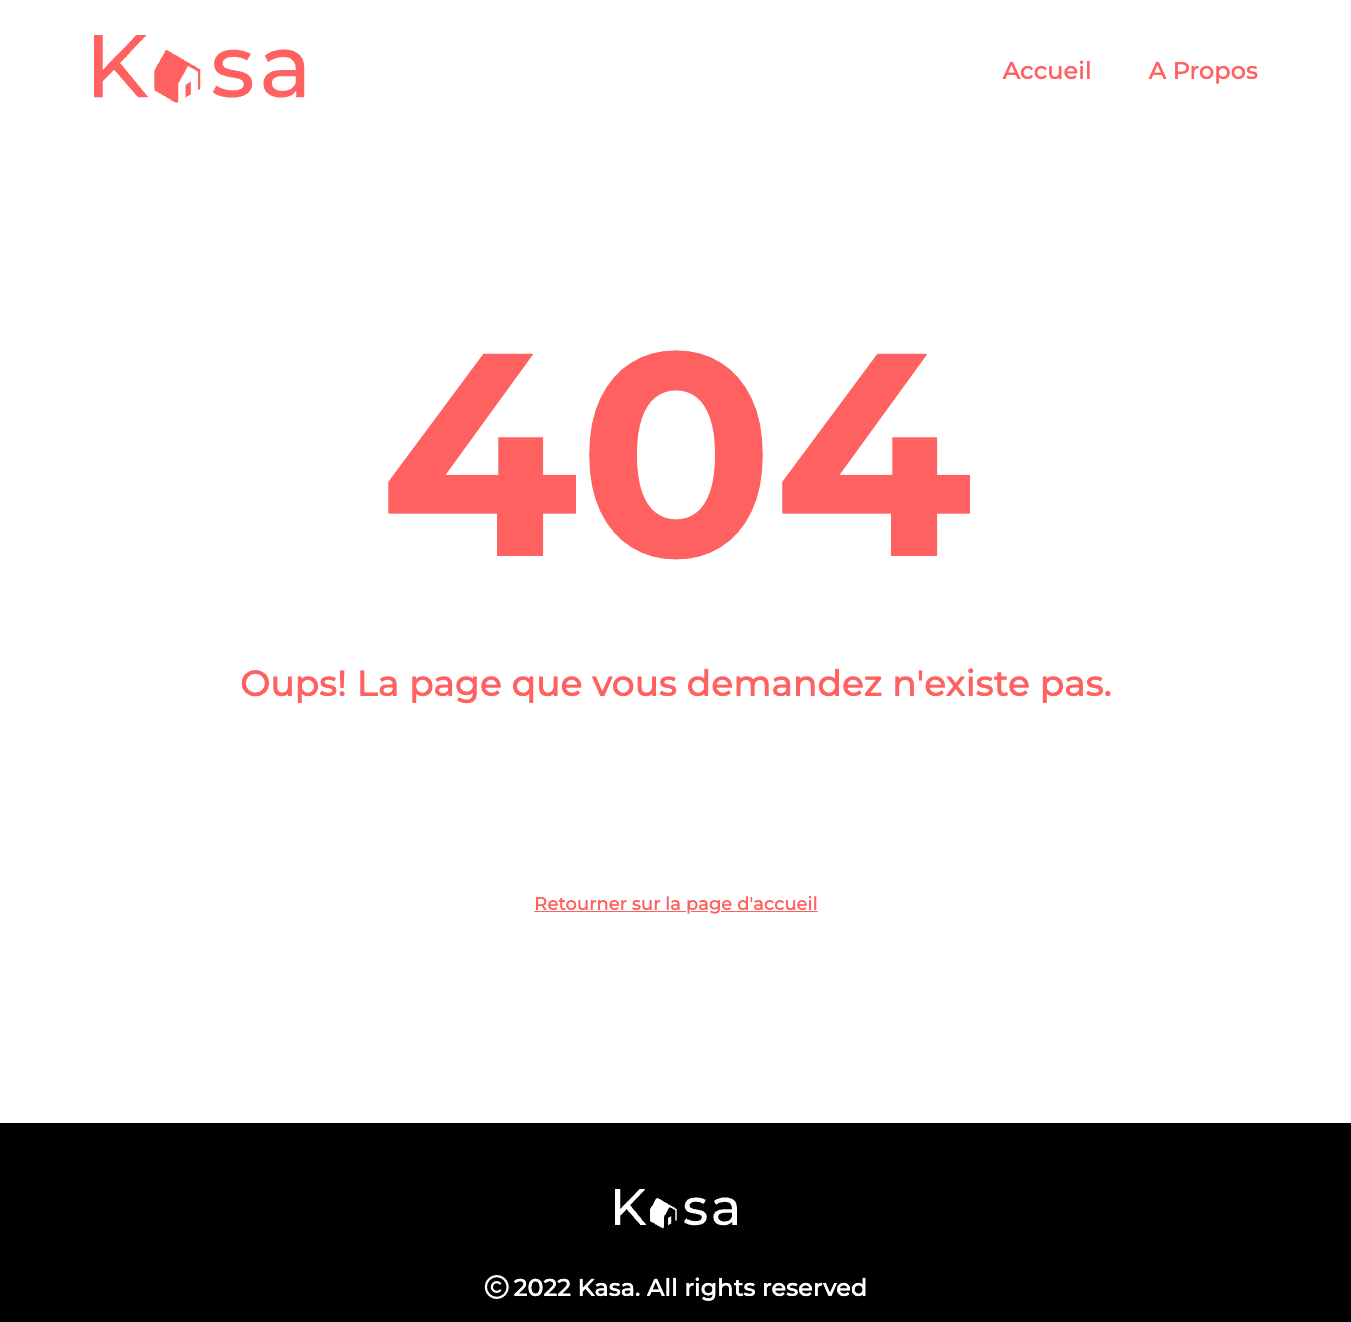 Kasa
Accueil A Propos
404
Oups! La page que vous demandez n'existe pas.
Retourner sur la page d'accueil
Kasa
©2022 Kasa. All rights reserved